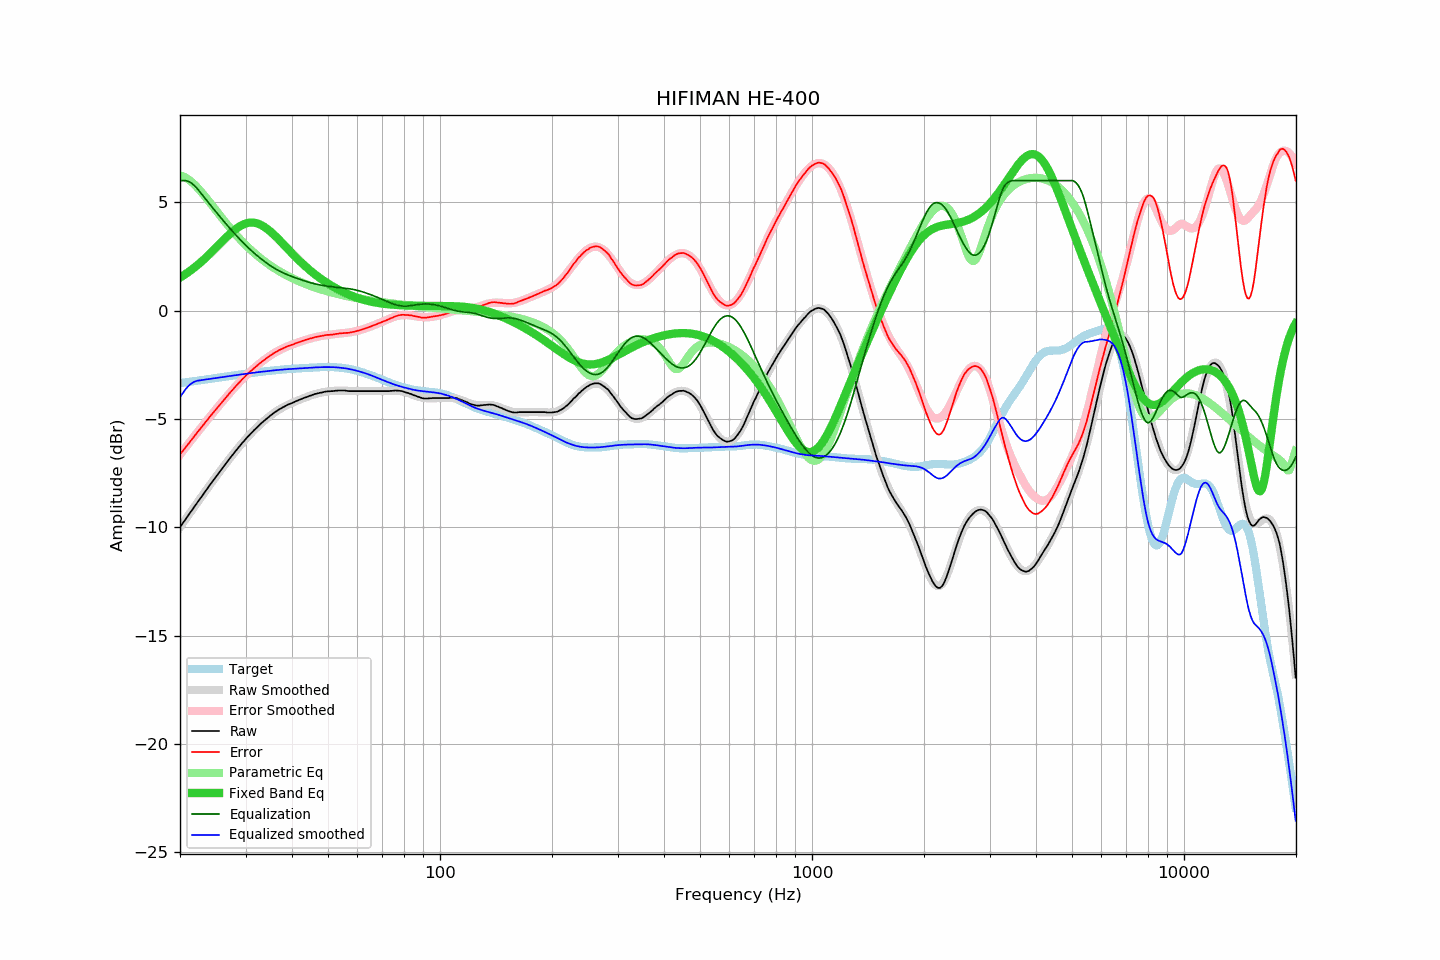 HIFIMAN HE-400
5
0
−5
−10
−15
−20
−25
Amplitude (dBr)
Target
Raw Smoothed
Error Smoothed
Raw
Error
Parametric Eq
Fixed Band Eq
Equalization
Equalized smoothed
100
1000
10000
Frequency (Hz)